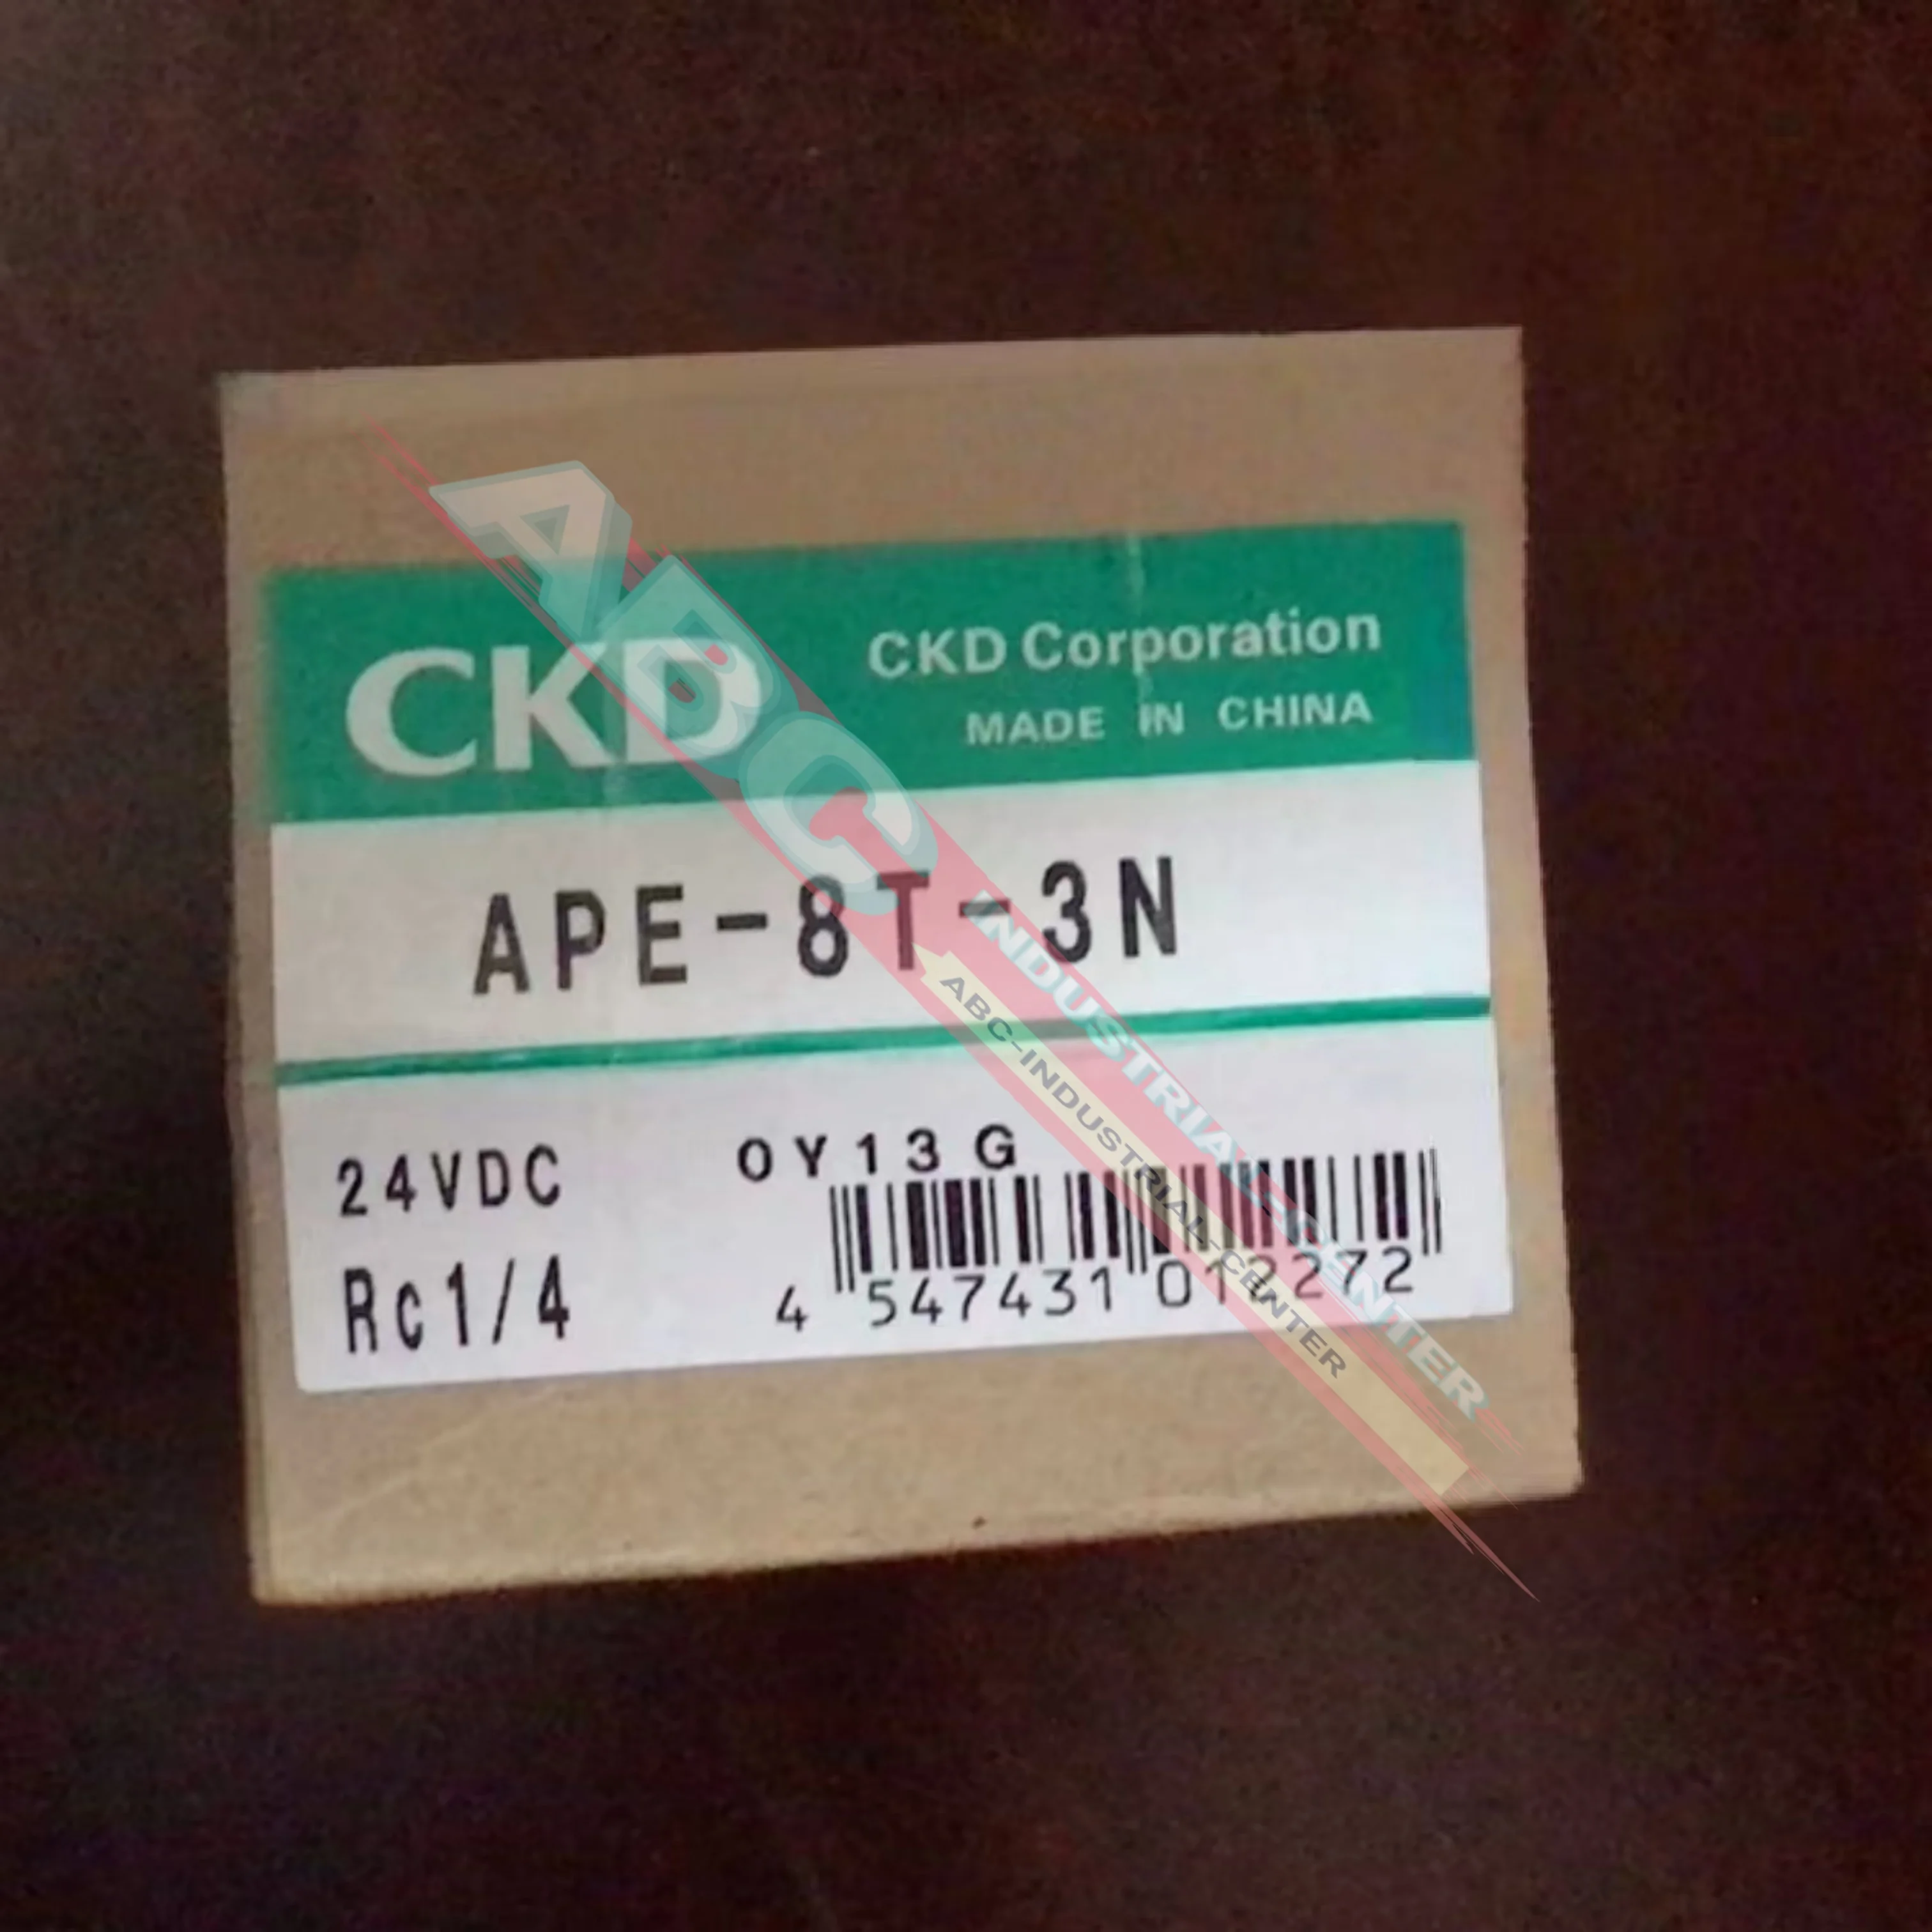 CKD
CKD Corporation
MADE IN CHINA
APE-8T-3N
24VDC
OY13 G
Rc1/4
4 547431 012272
ABC INDUSTRIAL-CENTER
ABC-INDUSTRIAL-CENTER